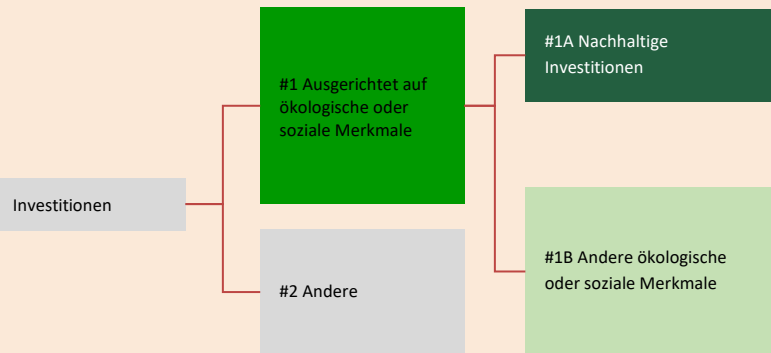 #1A Nachhaltige
Investitionen
#1 Ausgerichtet auf
ökologische oder
soziale Merkmale
Investitionen
#1B Andere ökologische
oder soziale Merkmale
#2 Andere